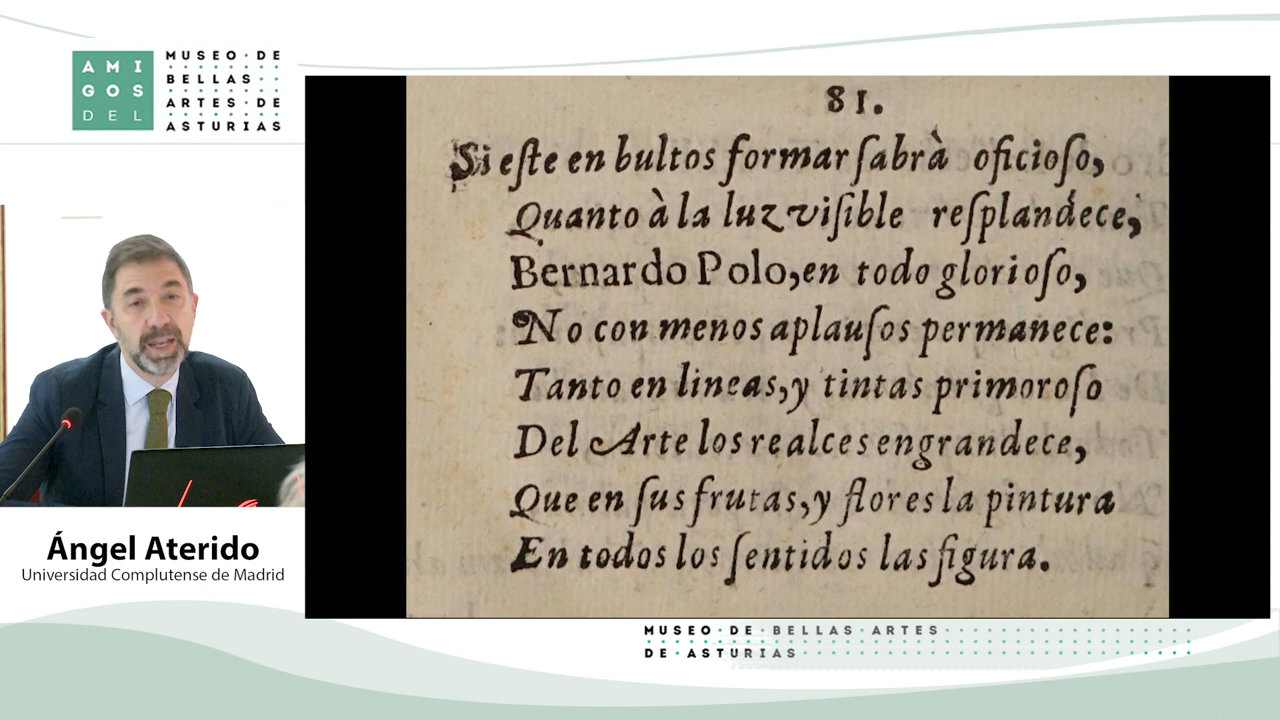 AMIGOS DEL
MUSEO · DE
BELLAS
ARTES · DE
ASTURIAS
81.
Si eſte en bultos formar ſabrà oficioſo,
Quanto à la luz viſible reſplandece,
Bernardo Polo, en todo glorioſo,
No con menos aplauſos permanece:
Tanto en lineas, y tintas primoroſo
Del Arte los realces engrandece,
Que en ſus frutas, y flores la pintura
En todos los ſentidos las figura.
Ángel Aterido
Universidad Complutense de Madrid
MUSEO · DE · BELLAS ARTES
DE · ASTURIAS